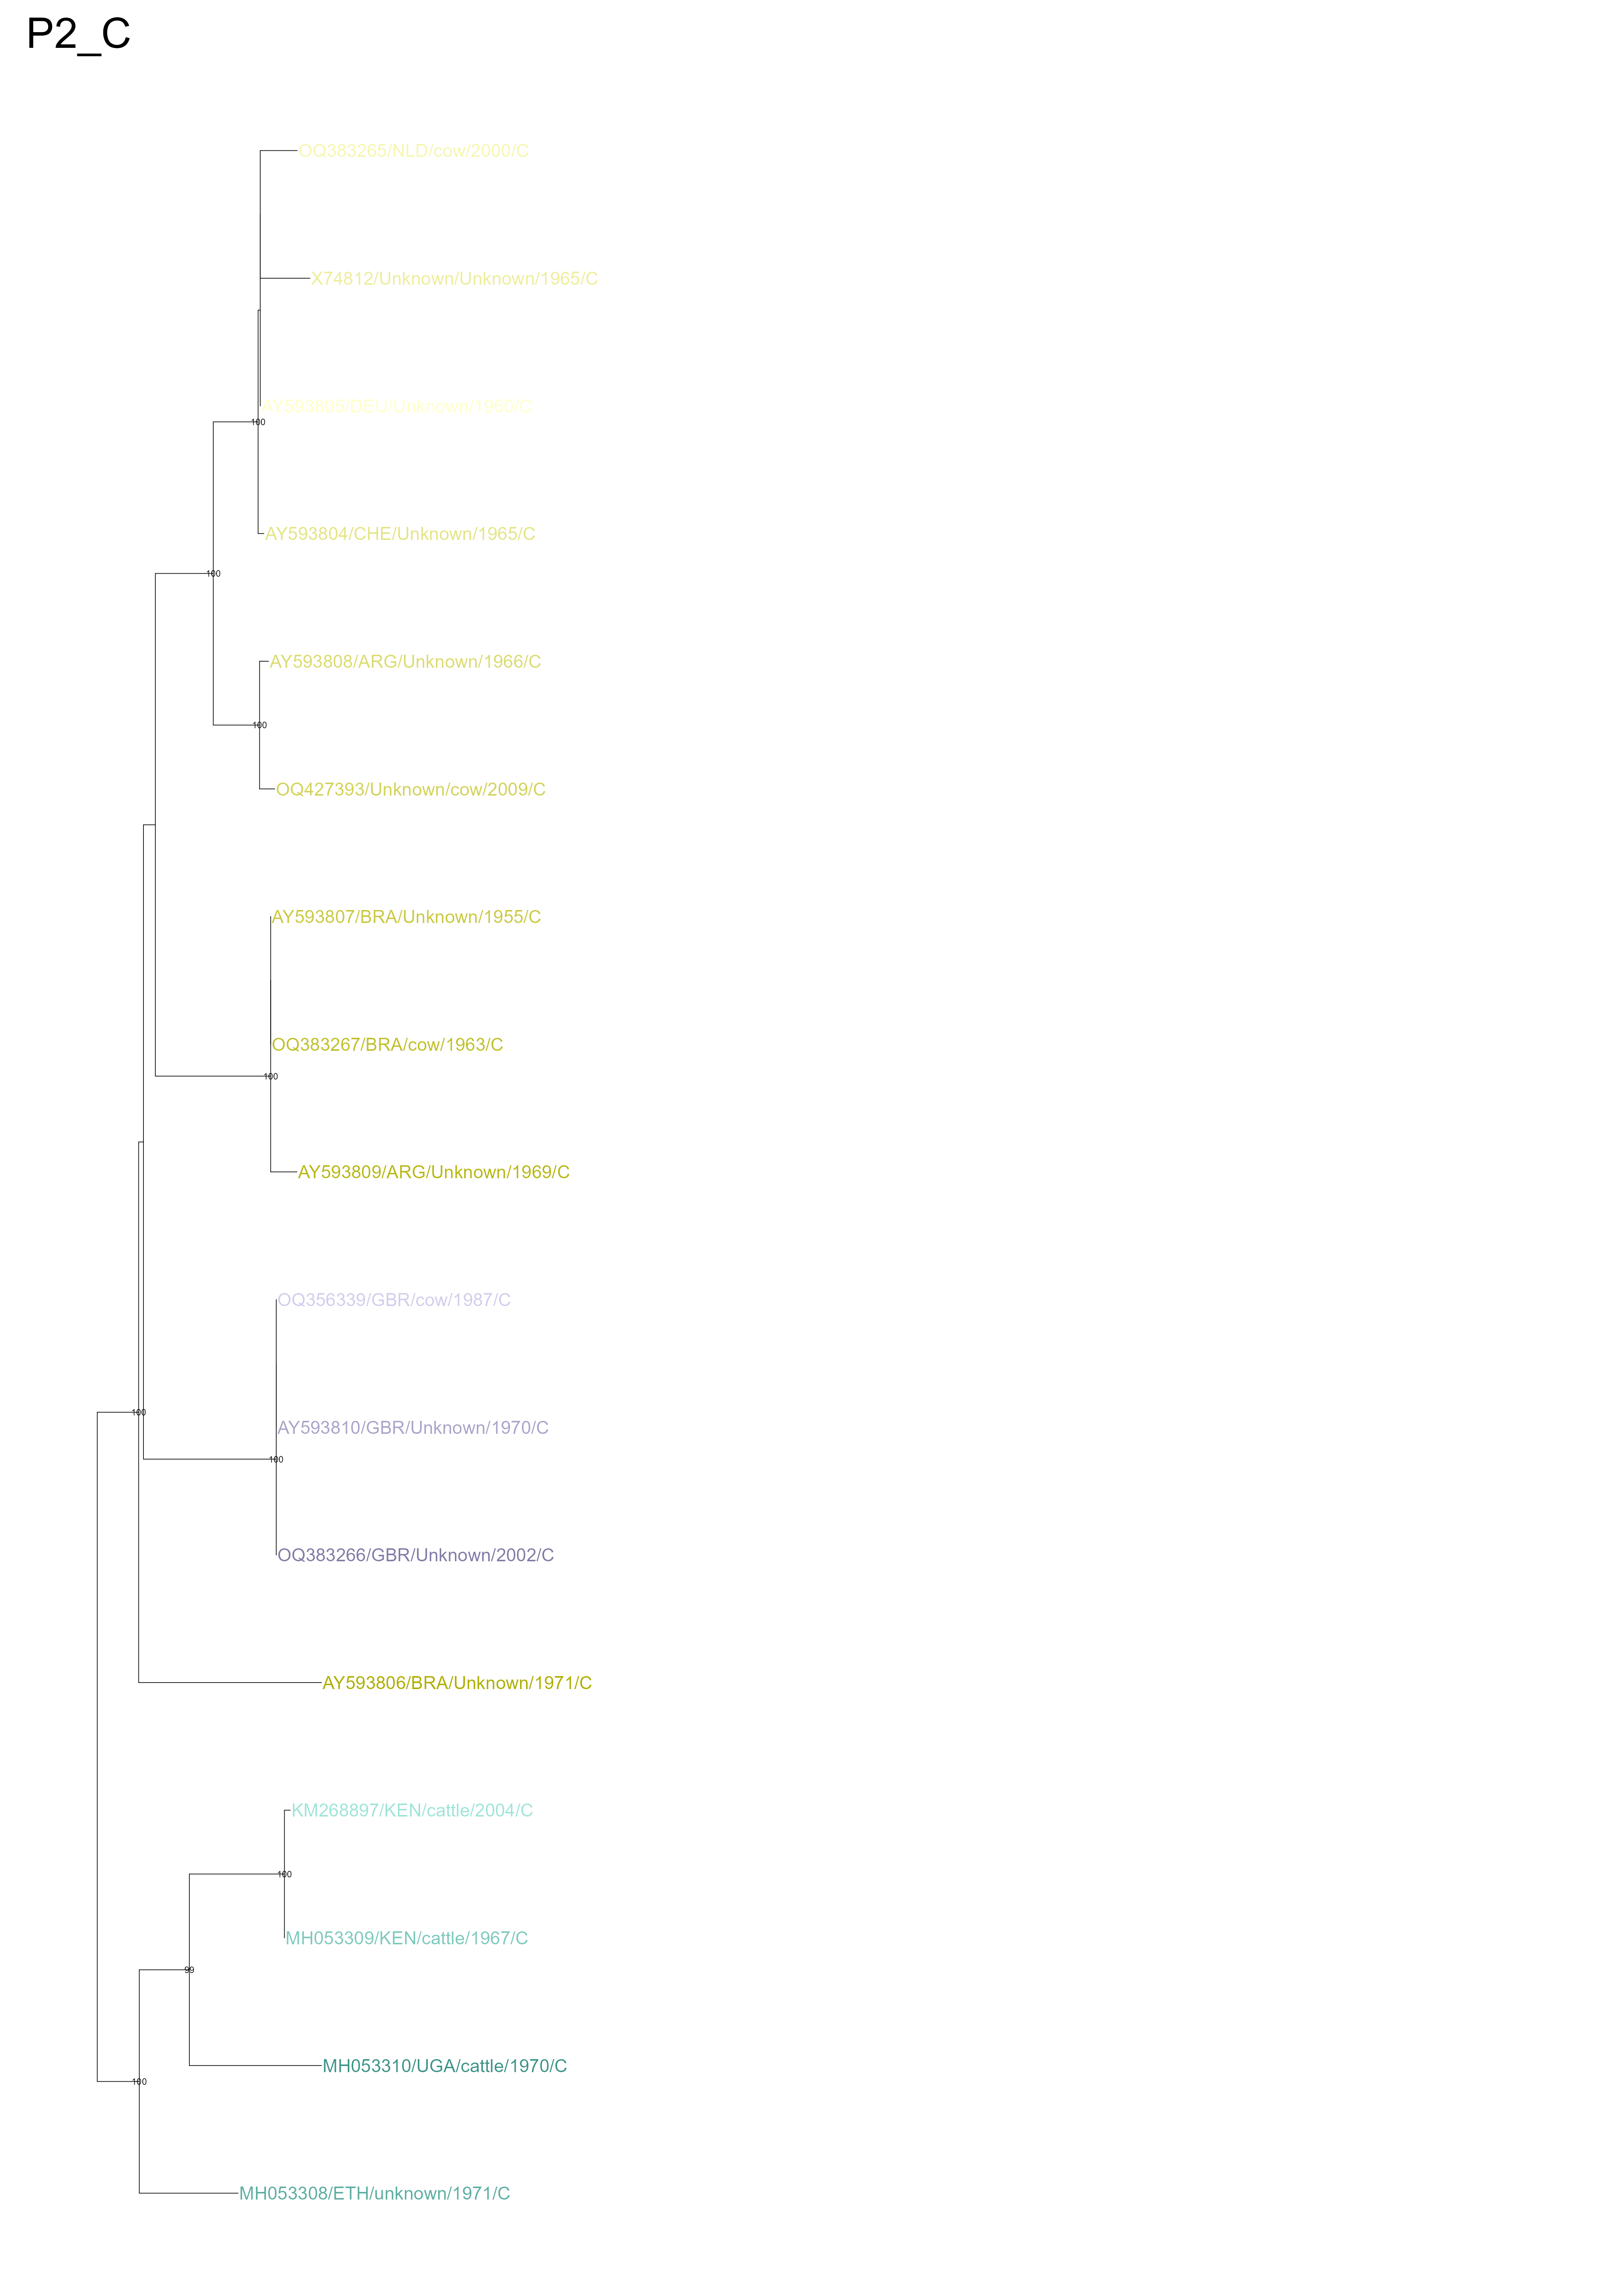 P2_C
OQ383265/NLD/cow/2000/C
X74812/Unknown/Unknown/1965/C
AY593805/DEU/Unknown/1960/C
100
AY593804/CHE/Unknown/1965/C
100
AY593808/ARG/Unknown/1966/C
100
OQ427393/Unknown/cow/2009/C
AY593807/BRA/Unknown/1955/C
OQ383267/BRA/cow/1963/C
100
AY593809/ARG/Unknown/1969/C
OQ356339/GBR/cow/1987/C
100
AY593810/GBR/Unknown/1970/C
100
OQ383266/GBR/Unknown/2002/C
AY593806/BRA/Unknown/1971/C
KM268897/KEN/cattle/2004/C
100
MH053309/KEN/cattle/1967/C
99
MH053310/UGA/cattle/1970/C
100
MH053308/ETH/unknown/1971/C